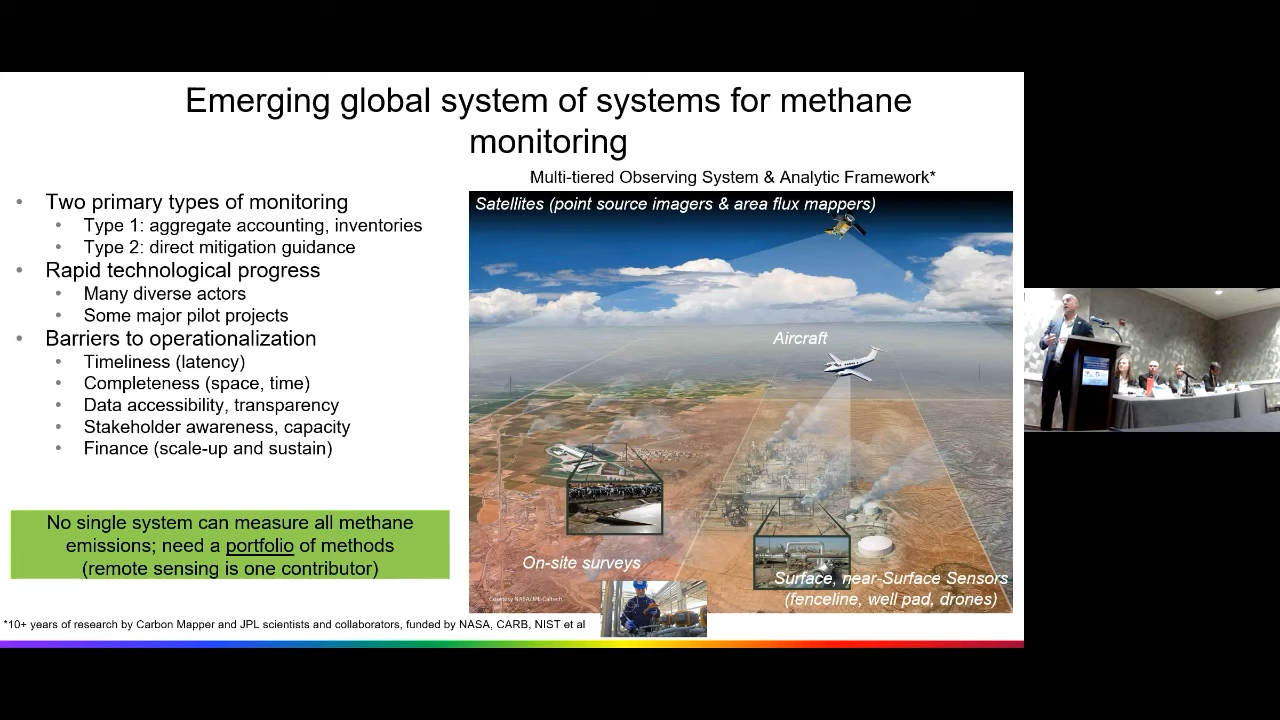 Emerging global system of systems for methane
monitoring
Multi-tiered Observing System & Analytic Framework*
• Two primary types of monitoring
• Type 1: aggregate accounting, inventories
• Type 2: direct mitigation guidance
• Rapid technological progress
• Many diverse actors
• Some major pilot projects
• Barriers to operationalization
• Timeliness (latency)
• Completeness (space, time)
• Data accessibility, transparency
• Stakeholder awareness, capacity
• Finance (scale-up and sustain)
No single system can measure all methane
emissions; need a portfolio of methods
(remote sensing is one contributor)
Satellites (point source imagers & area flux mappers)
Aircraft
On-site surveys
Surface, near-Surface Sensors
(fenceline, well pad, drones)
Courtesy NASA/JPL-Caltech
*10+ years of research by Carbon Mapper and JPL scientists and collaborators, funded by NASA, CARB, NIST et al